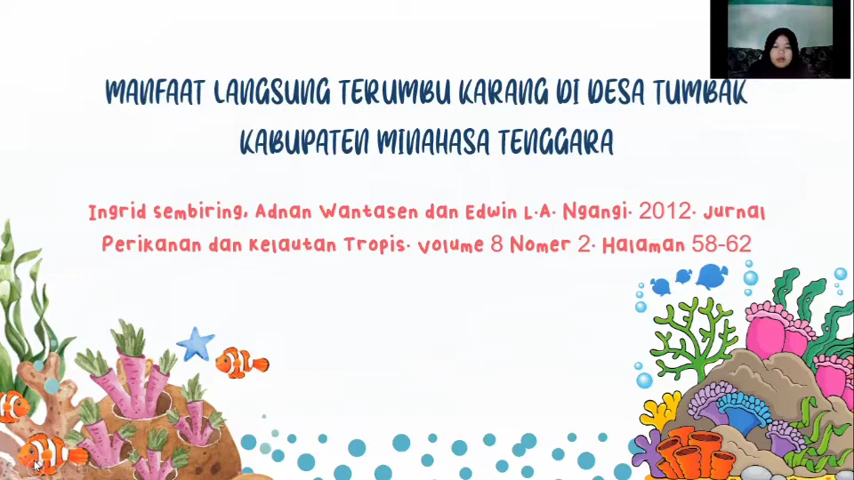 MANFAAT LANGSUNG TERUMBU KARANG DI DESA TUMBAK
KABUPATEN MINAHASA TENGGARA
Ingrid sembiring, Adnan Wantasen dan Edwin L.A. Ngangi. 2012. Jurnal
Perikanan dan Kelautan Tropis. Volume 8 Nomer 2. Halaman 58-62